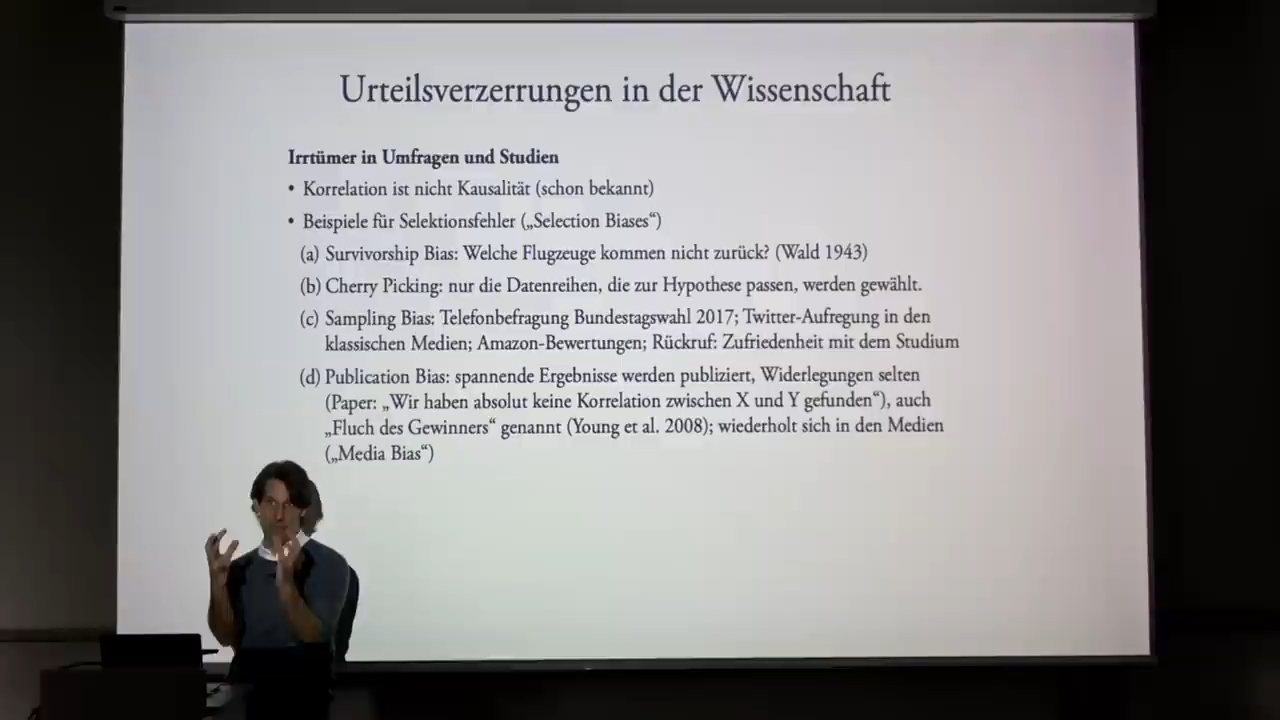 Urteilsverzerrungen in der Wissenschaft
Irrtümer in Umfragen und Studien
• Korrelation ist nicht Kausalität (schon bekannt)
• Beispiele für Selektionsfehler („Selection Biases“)
(a) Survivorship Bias: Welche Flugzeuge kommen nicht zurück? (Wald 1943)
(b) Cherry Picking: nur die Datenreihen, die zur Hypothese passen, werden gewählt.
(c) Sampling Bias: Telefonbefragung Bundestagswahl 2017; Twitter-Aufregung in den
klassischen Medien; Amazon-Bewertungen; Rückruf: Zufriedenheit mit dem Studium
(d) Publication Bias: spannende Ergebnisse werden publiziert, Widerlegungen selten
(Paper: „Wir haben absolut keine Korrelation zwischen X und Y gefunden“), auch
„Fluch des Gewinners“ genannt (Young et al. 2008); wiederholt sich in den Medien
(„Media Bias“)